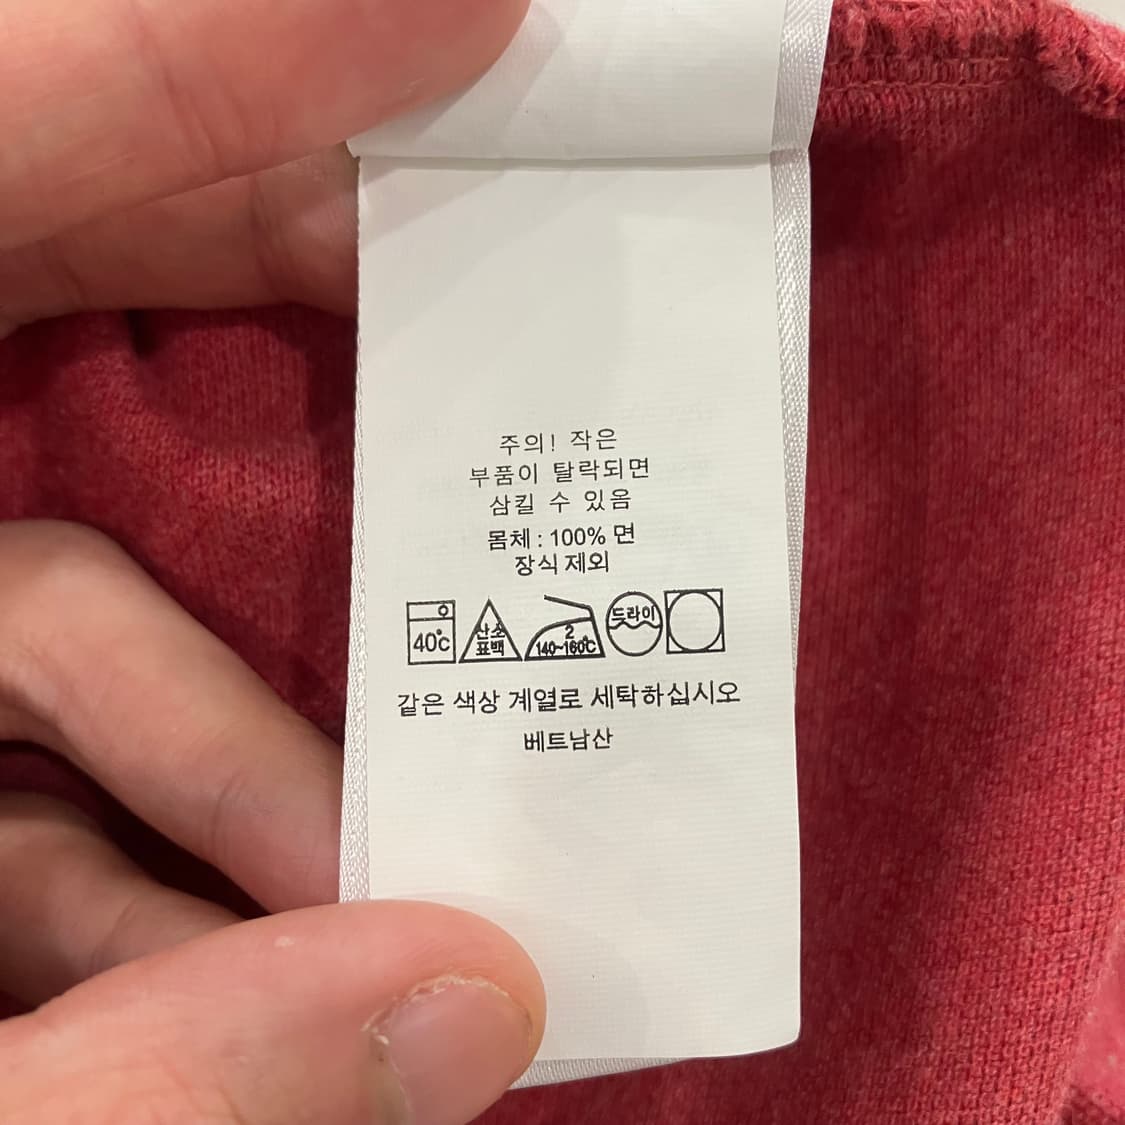 주의! 작은
부품이 탈락되면
삼킬 수 있음
몸체 : 100% 면
장식 제외
40℃ 산소 표백 2 140~160℃ 드라이
같은 색상 계열로 세탁하십시오
베트남산